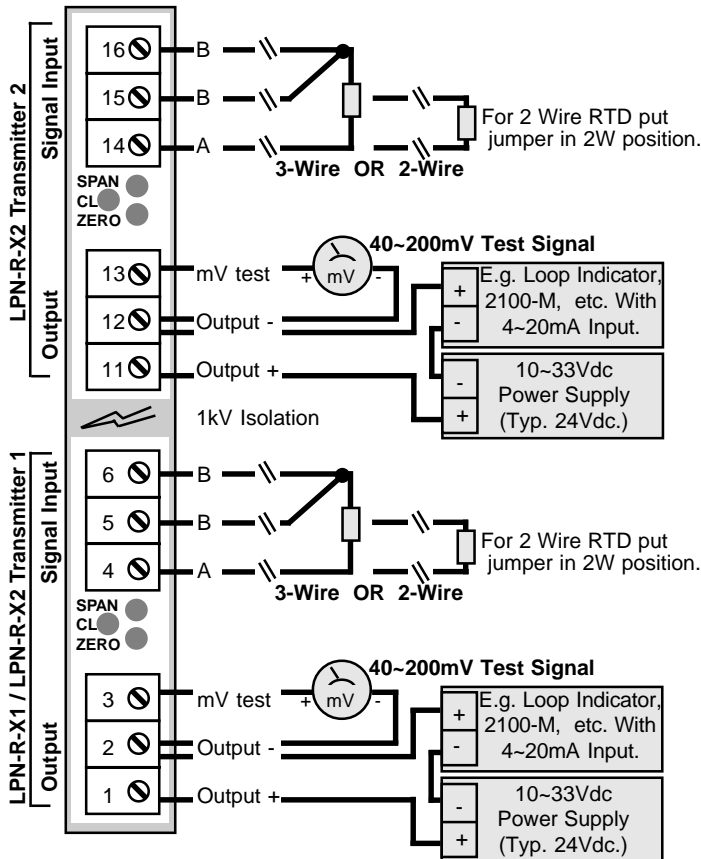 LPN-R-X2 Transmitter 2
Signal Input
16 B
15 B
14 A
3-Wire OR 2-Wire
For 2 Wire RTD put
jumper in 2W position.
SPAN
CL
ZERO
Output
40~200mV Test Signal
13 mV test + mV -
12 Output -
11 Output +
+ E.g. Loop Indicator,
2100-M, etc. With
- 4~20mA Input.
- 10~33Vdc
Power Supply
+ (Typ. 24Vdc.)
1kV Isolation
LPN-R-X1 / LPN-R-X2 Transmitter 1
Signal Input
6 B
5 B
4 A
3-Wire OR 2-Wire
For 2 Wire RTD put
jumper in 2W position.
SPAN
CL
ZERO
Output
40~200mV Test Signal
3 mV test + mV -
2 Output -
1 Output +
+ E.g. Loop Indicator,
2100-M, etc. With
- 4~20mA Input.
- 10~33Vdc
Power Supply
+ (Typ. 24Vdc.)